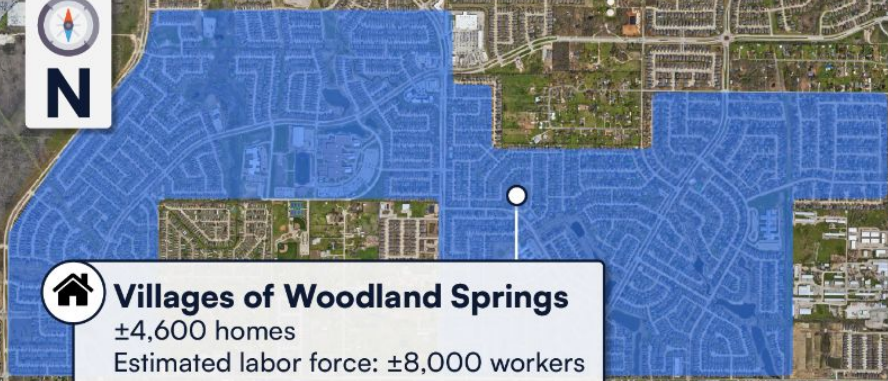 N
Villages of Woodland Springs
±4,600 homes
Estimated labor force: ±8,000 workers